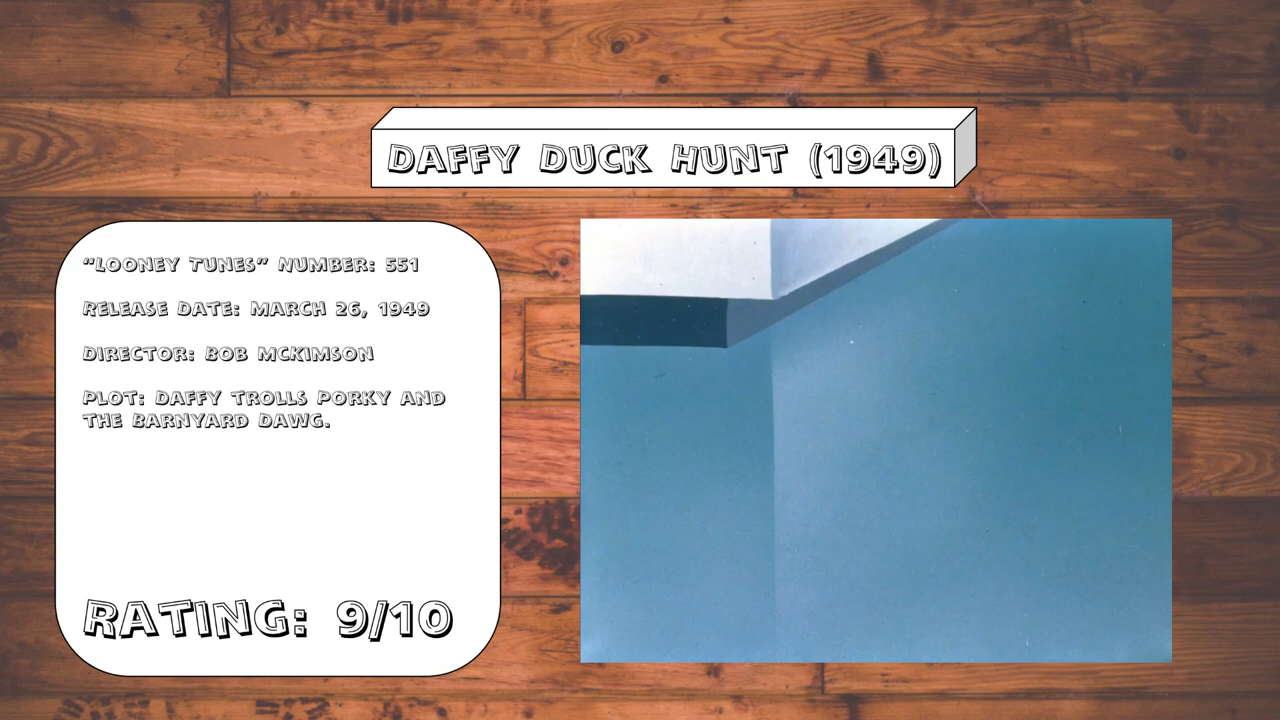 DAFFY DUCK HUNT (1949)
“LOONEY TUNES” NUMBER: 551
RELEASE DATE: MARCH 26, 1949
DIRECTOR: BOB MCKIMSON
PLOT: DAFFY TROLLS PORKY AND
THE BARNYARD DAWG.
RATING: 9/10